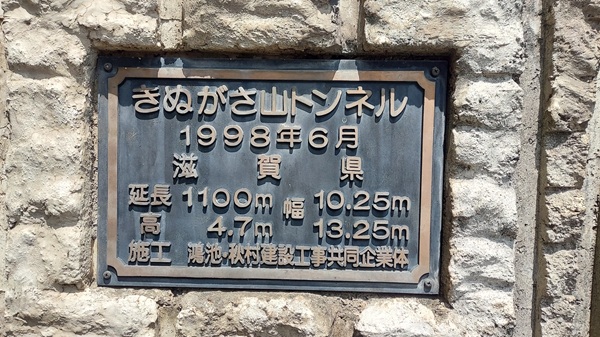 きぬがさ山トンネル
1998年6月
滋賀県
延長 1100m 幅 10.25m
高 4.7m 13.25m
施工 鴻池・秋村建設工事共同企業体